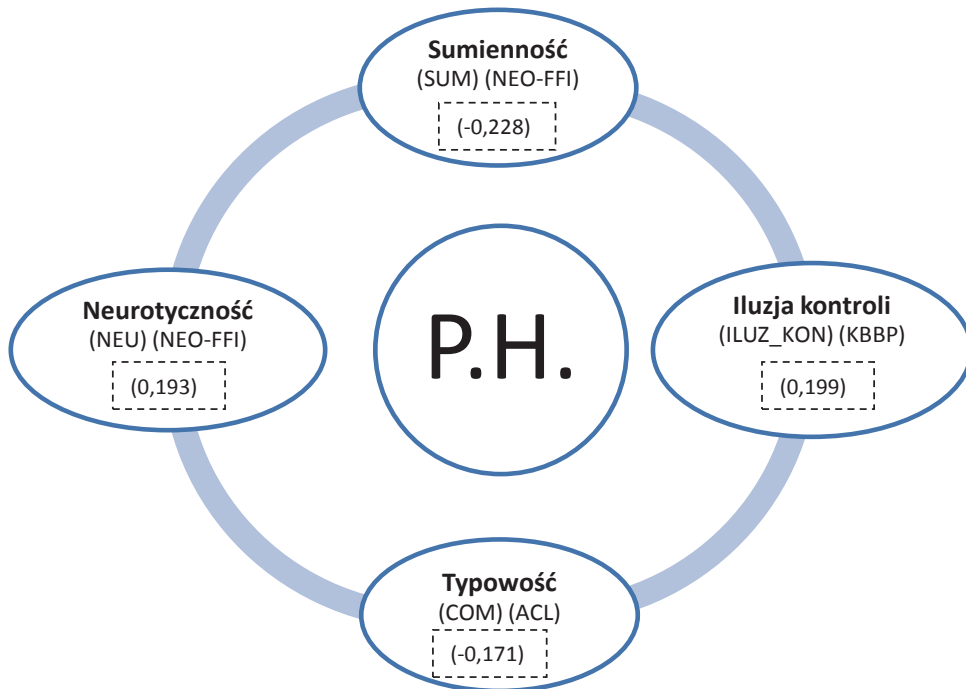 Sumienność
(SUM) (NEO-FFI)
(-0,228)
Neurotyczność
(NEU) (NEO-FFI)
(0,193)
P.H.
Iluzja kontroli
(ILUZ_KON) (KBBP)
(0,199)
Typowość
(COM) (ACL)
(-0,171)